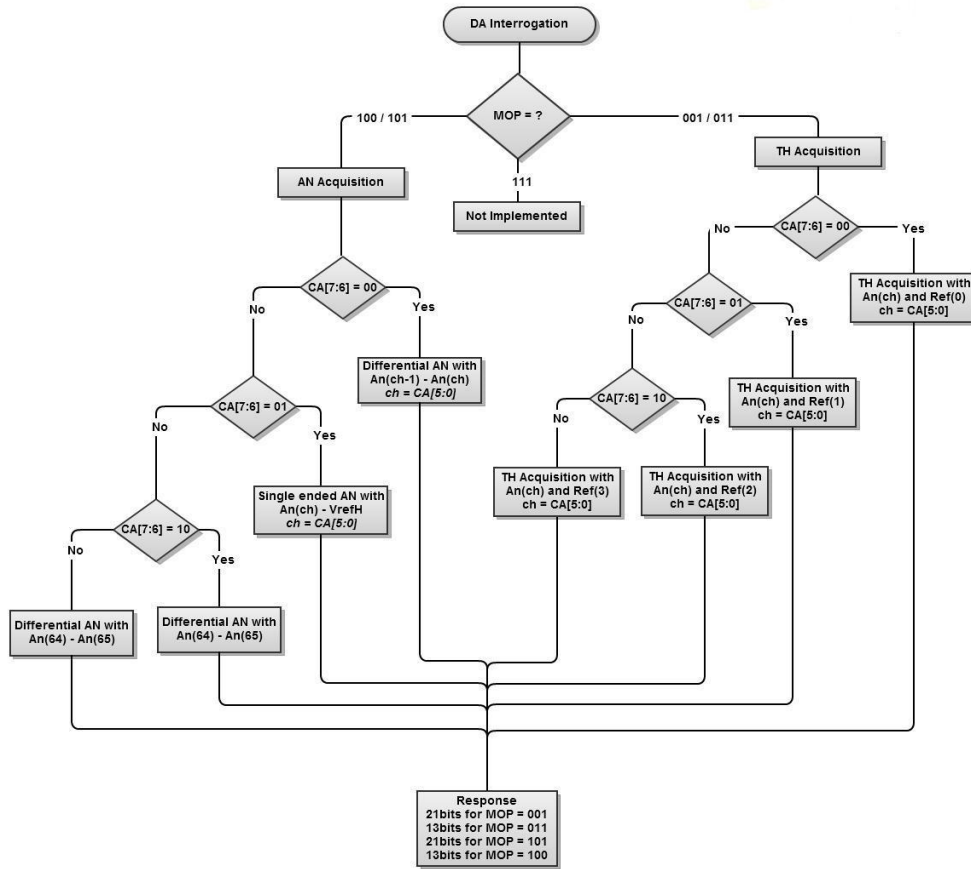 DA Interrogation
MOP = ?
100 / 101
001 / 011
111
AN Acquisition
Not Implemented
TH Acquisition
CA[7:6] = 00
No
Yes
TH Acquisition with
An(ch) and Ref(0)
ch = CA[5:0]
CA[7:6] = 00
No
Yes
CA[7:6] = 01
No
Yes
Differential AN with
An(ch-1) - An(ch)
ch = CA[5:0]
TH Acquisition with
An(ch) and Ref(1)
ch = CA[5:0]
CA[7:6] = 01
No
Yes
CA[7:6] = 10
No
Yes
TH Acquisition with
An(ch) and Ref(3)
ch = CA[5:0]
TH Acquisition with
An(ch) and Ref(2)
ch = CA[5:0]
Single ended AN with
An(ch) - VrefH
ch = CA[5:0]
CA[7:6] = 10
No
Yes
Differential AN with
An(64) - An(65)
Differential AN with
An(64) - An(65)
Response
21bits for MOP = 001
13bits for MOP = 011
21bits for MOP = 101
13bits for MOP = 100